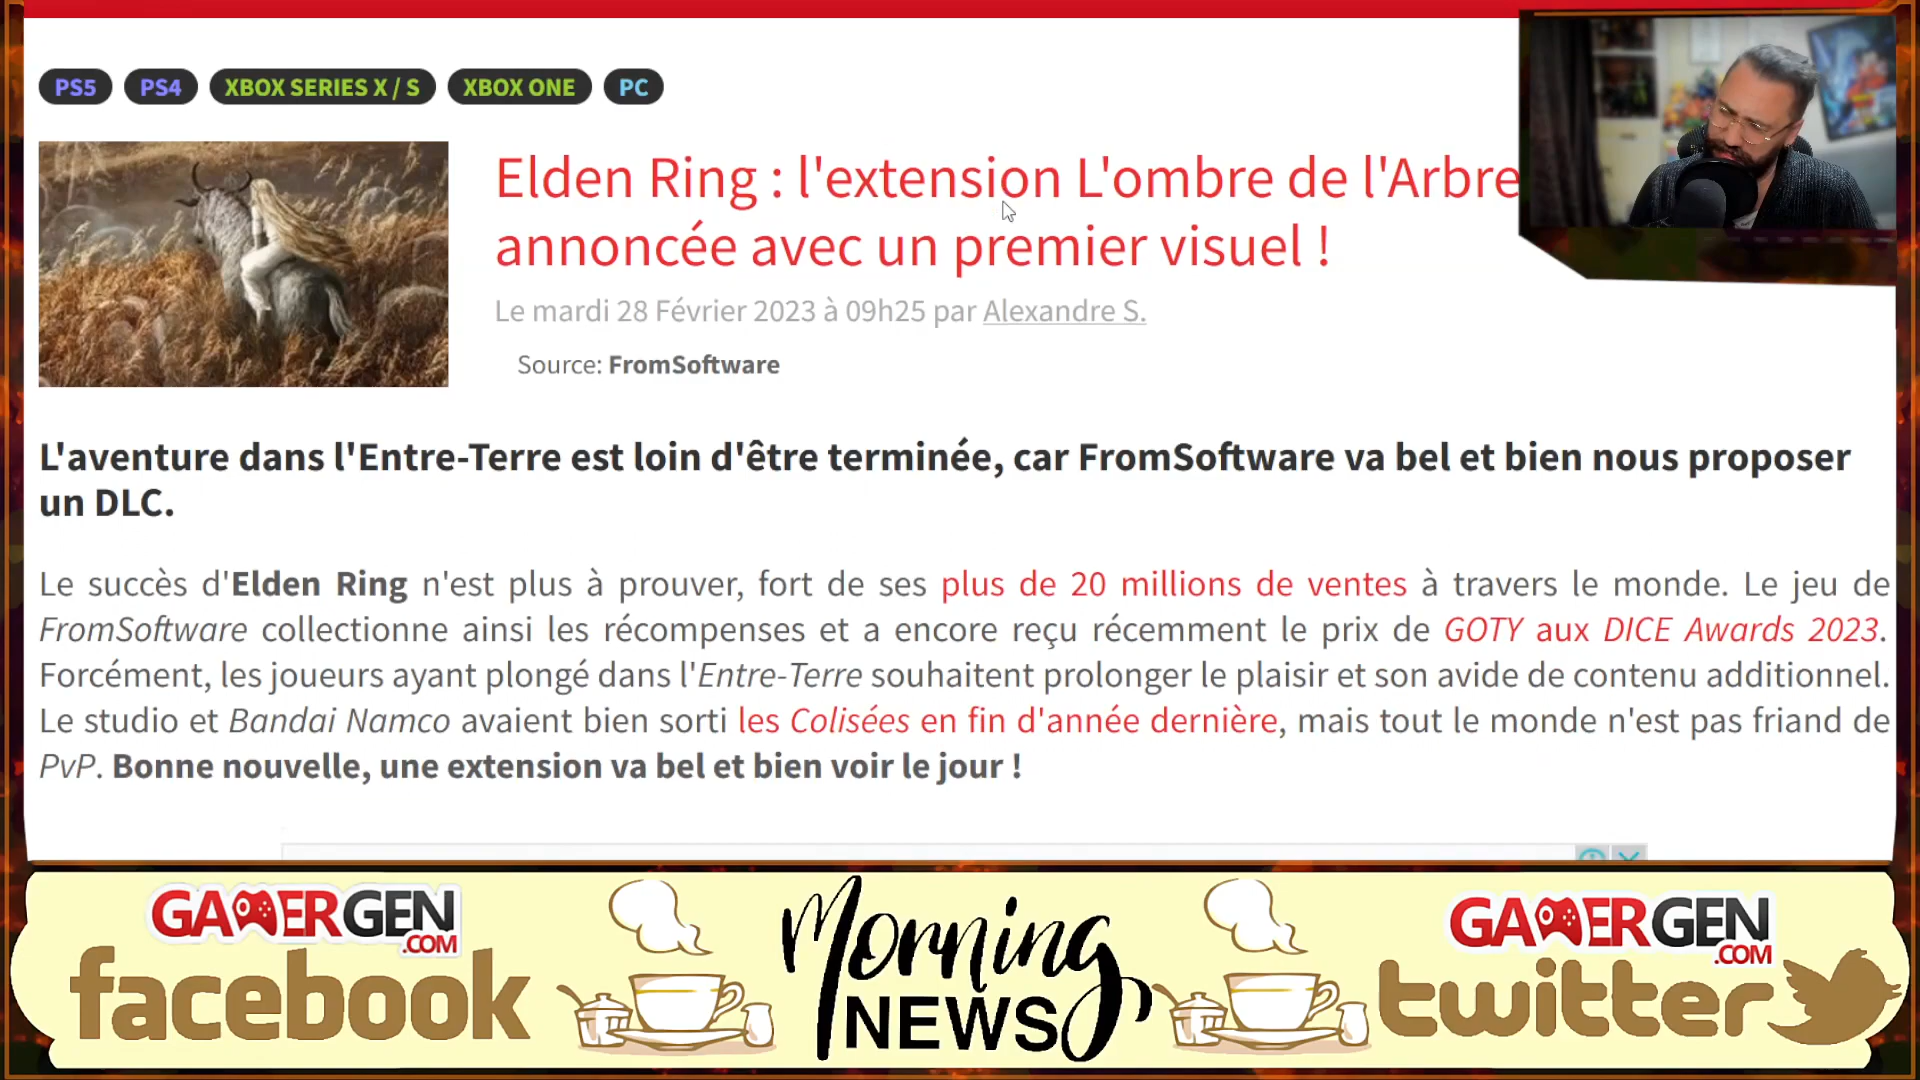 PS5 PS4 XBOX SERIES X / S XBOX ONE PC
Elden Ring : l'extension L'ombre de l'Arbre
annoncée avec un premier visuel !
Le mardi 28 Février 2023 à 09h25 par Alexandre S.
Source: FromSoftware
L'aventure dans l'Entre-Terre est loin d'être terminée, car FromSoftware va bel et bien nous proposer
un DLC.
Le succès d'Elden Ring n'est plus à prouver, fort de ses plus de 20 millions de ventes à travers le monde. Le jeu de
FromSoftware collectionne ainsi les récompenses et a encore reçu récemment le prix de GOTY aux DICE Awards 2023.
Forcément, les joueurs ayant plongé dans l'Entre-Terre souhaitent prolonger le plaisir et son avide de contenu additionnel.
Le studio et Bandai Namco avaient bien sorti les Colisées en fin d'année dernière, mais tout le monde n'est pas friand de
PvP. Bonne nouvelle, une extension va bel et bien voir le jour !
GAMERGEN
.COM
facebook
Morning
NEWS
GAMERGEN
.COM
twitter